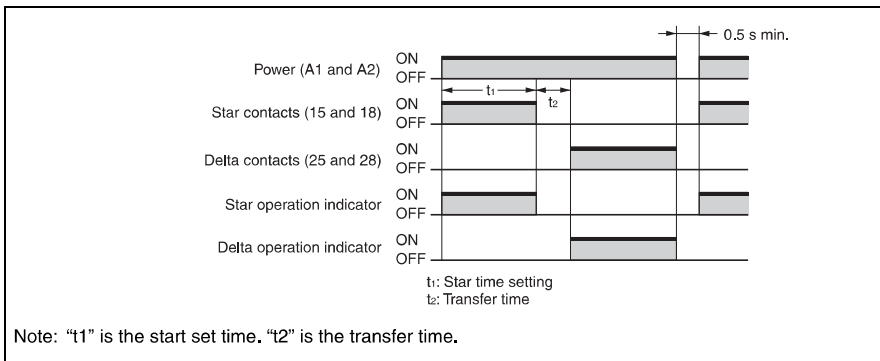 0.5 s min.
Power (A1 and A2) ON
OFF
t1 t2
Star contacts (15 and 18) ON
OFF
Delta contacts (25 and 28) ON
OFF
Star operation indicator ON
OFF
Delta operation indicator ON
OFF
t1: Star time setting
t2: Transfer time
Note: “t1” is the start set time. “t2” is the transfer time.